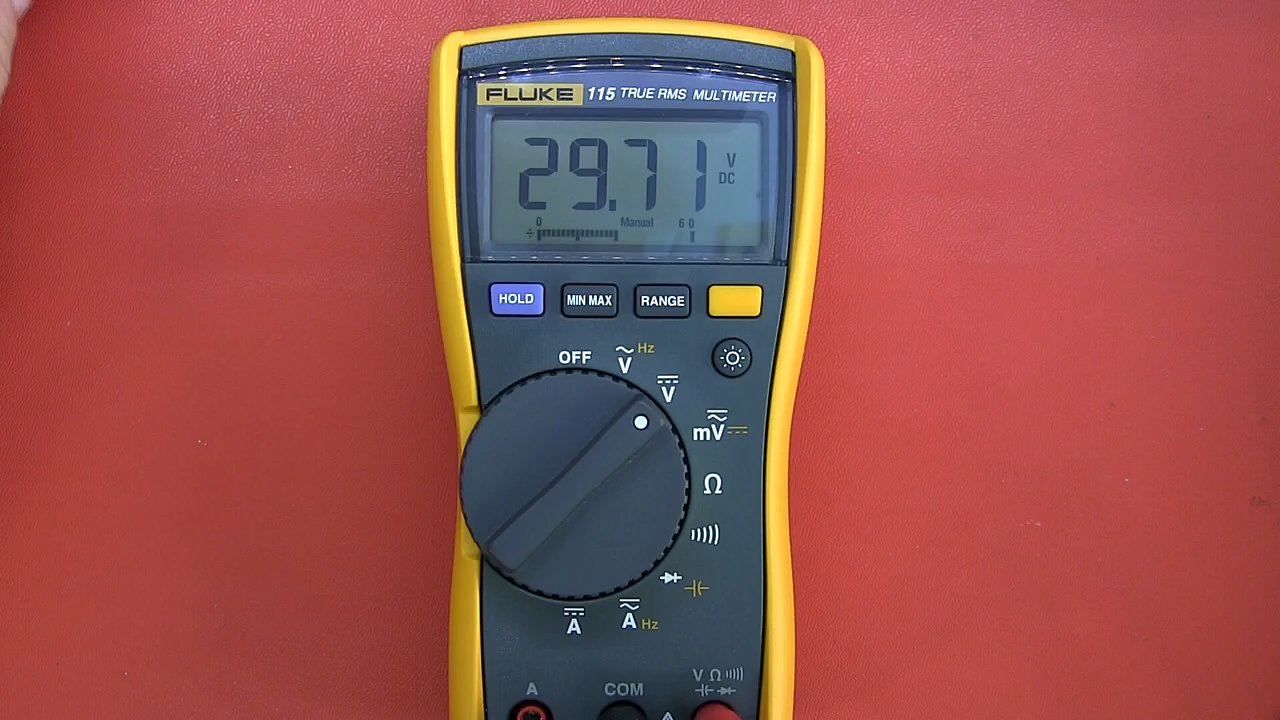 FLUKE 115 TRUE RMS MULTIMETER
29.71 V DC
0 Manual 60
HOLD MIN MAX RANGE
OFF V Hz
V
mV
Ω
A Hz
A
A COM V Ω